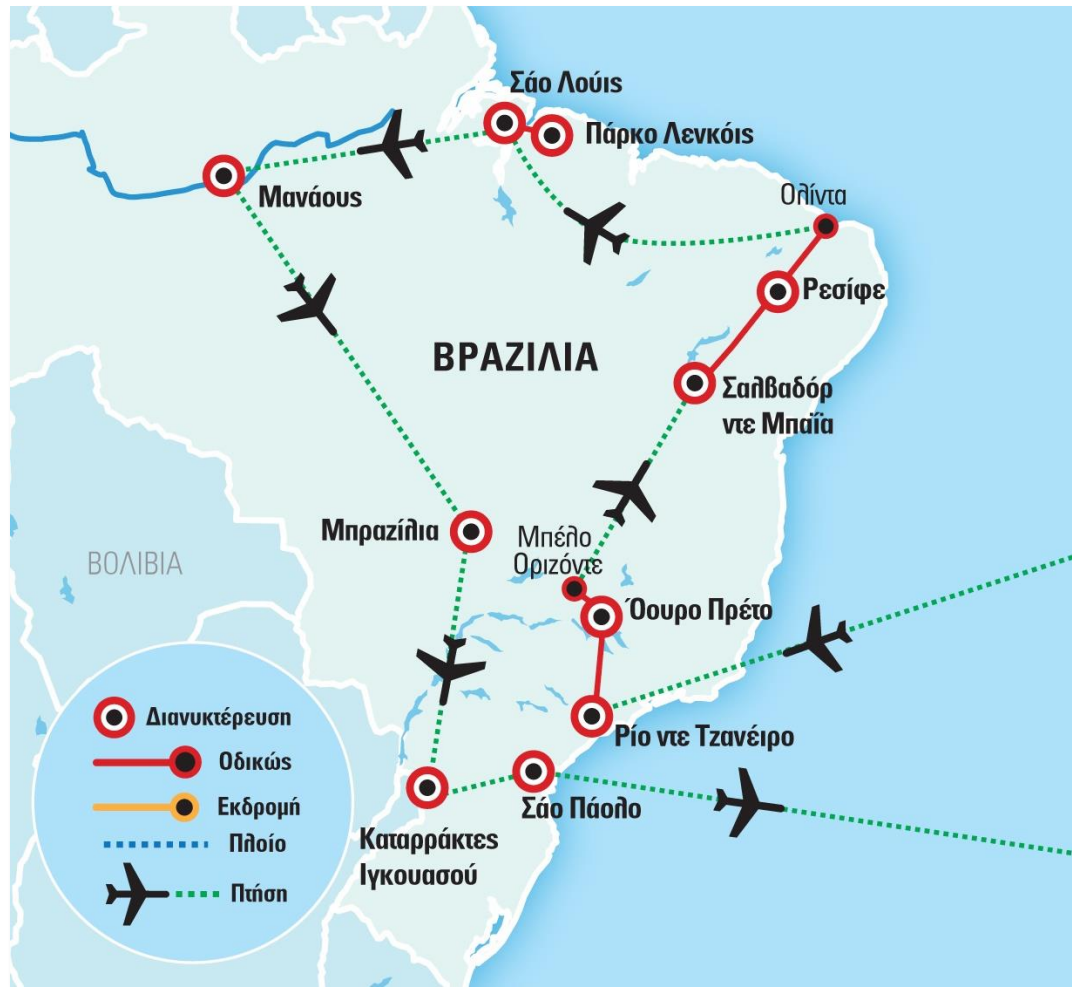 Σάο Λούις
Πάρκο Λενκόις
Μανάους
Ολίντα
Ρεσίφε
ΒΡΑΖΙΛΙΑ
Σαλβαδόρ
ντε Μπαΐα
Μπραζίλια
Μπέλο
Οριζόντε
ΒΟΛΙΒΙΑ
Όουρο Πρέτο
Ρίο ντε Τζανέιρο
Σάο Πάολο
Καταρράκτες
Ιγκουασού
Διανυκτέρευση
Οδικώς
Εκδρομή
Πλοίο
Πτήση